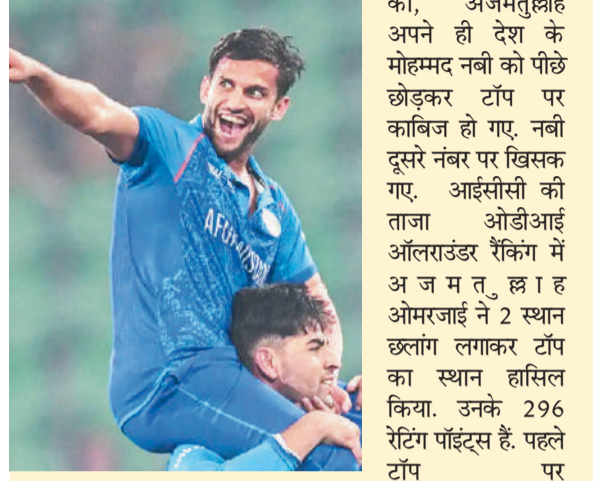 AFGHANISTAN
की, अजमतुल्लाह
अपने ही देश के
मोहम्मद नबी को पीछे
छोड़कर टॉप पर
काबिज हो गए. नबी
दूसरे नंबर पर खिसक
गए. आईसीसी की
ताजा ओडीआई
ऑलराउंडर रैंकिंग में
अजमतुल्लाह
ओमरजाई ने 2 स्थान
छलांग लगाकर टॉप
का स्थान हासिल
किया. उनके 296
रेटिंग पॉइंट्स हैं. पहले
टॉप पर